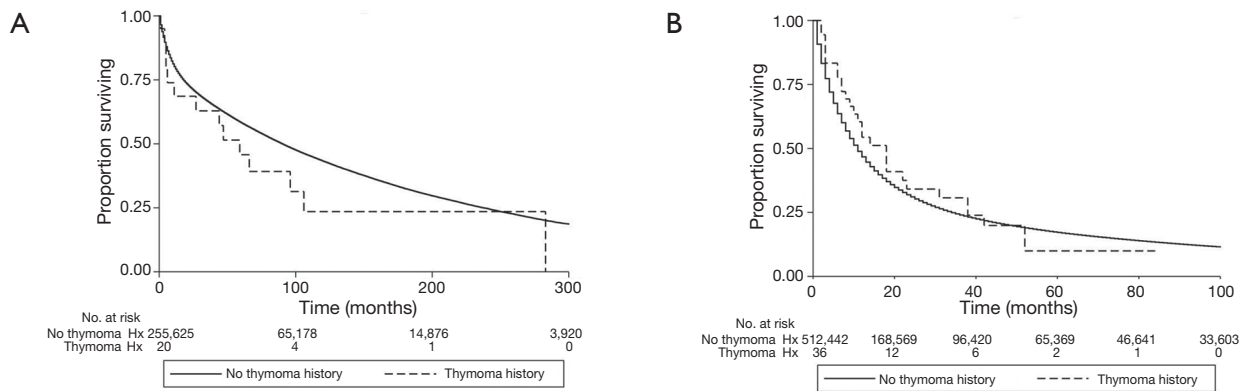 A
1.00
0.75
0.50
0.25
0.00
Proportion surviving
0 100 200 300
Time (months)
No. at risk
No thymoma Hx 255,625 65,178 14,876 3,920
Thymoma Hx 20 4 1 0
No thymoma history Thymoma history
B
1.00
0.75
0.50
0.25
0.00
Proportion surviving
0 20 40 60 80 100
Time (months)
No. at risk
No thymoma Hx 512,442 168,569 96,420 65,369 46,641 33,603
Thymoma Hx 36 12 6 2 1 0
No thymoma history Thymoma history